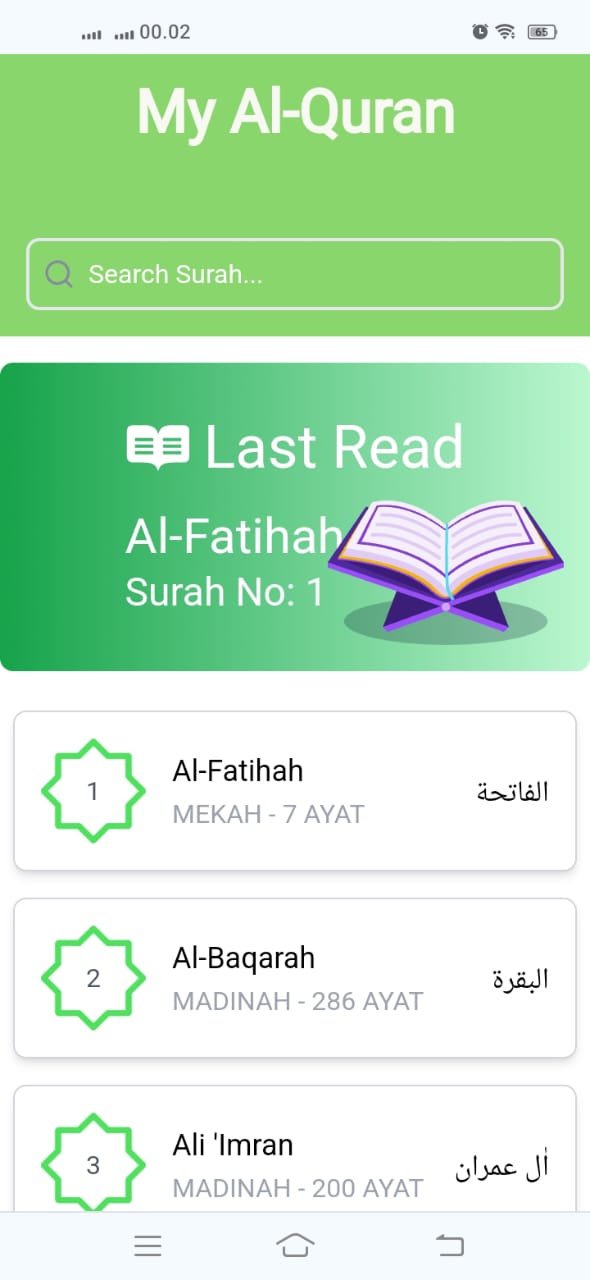 00.02 65
My Al-Quran
Search Surah...
Last Read
Al-Fatihah
Surah No: 1
1 Al-Fatihah الفاتحة
MEKAH - 7 AYAT
2 Al-Baqarah البقرة
MADINAH - 286 AYAT
3 Ali 'Imran اٰل عمران
MADINAH - 200 AYAT